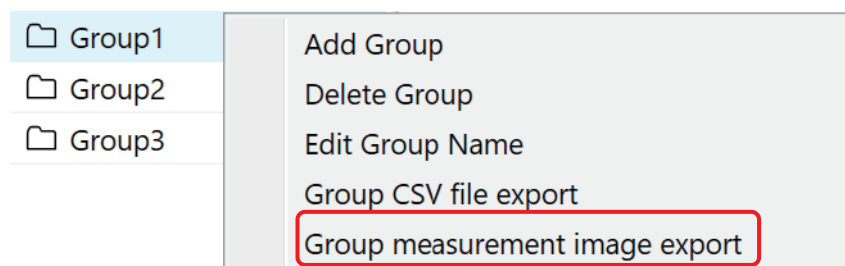 Group1
Group2
Group3
Add Group
Delete Group
Edit Group Name
Group CSV file export
Group measurement image export